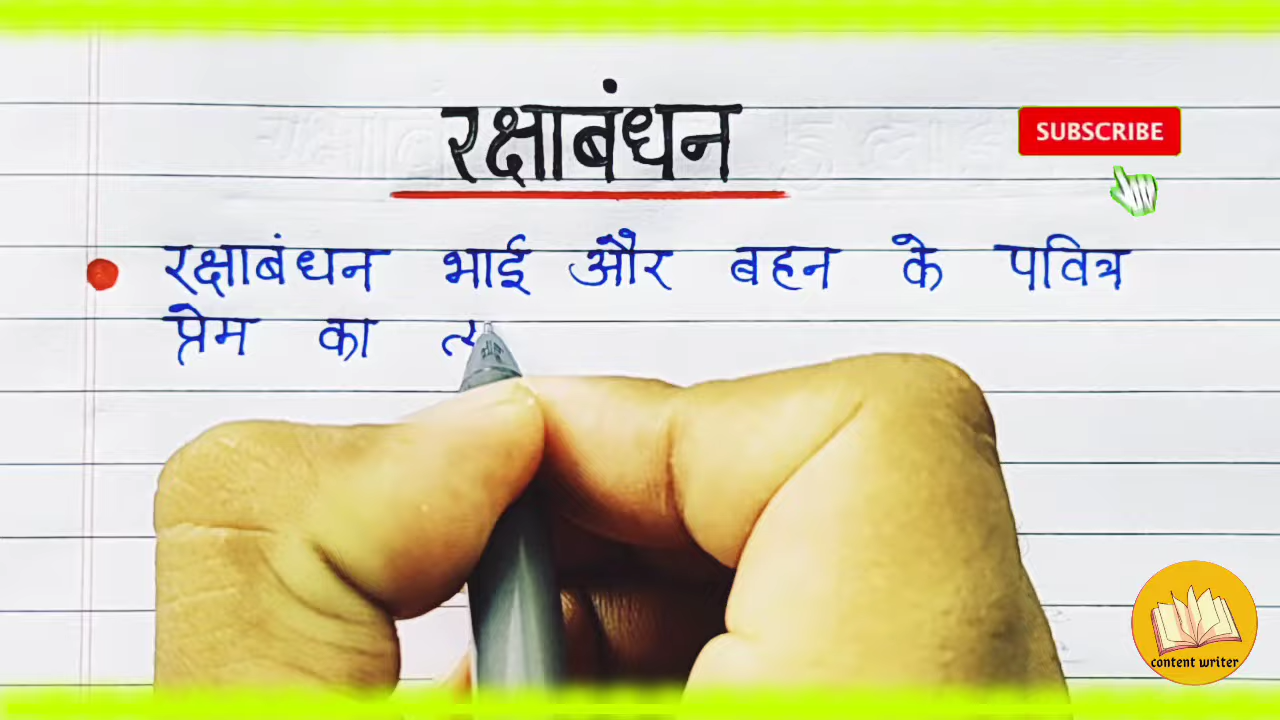 रक्षाबंधन
SUBSCRIBE
रक्षाबंधन भाई और बहन के पवित्र
प्रेम का
content writer